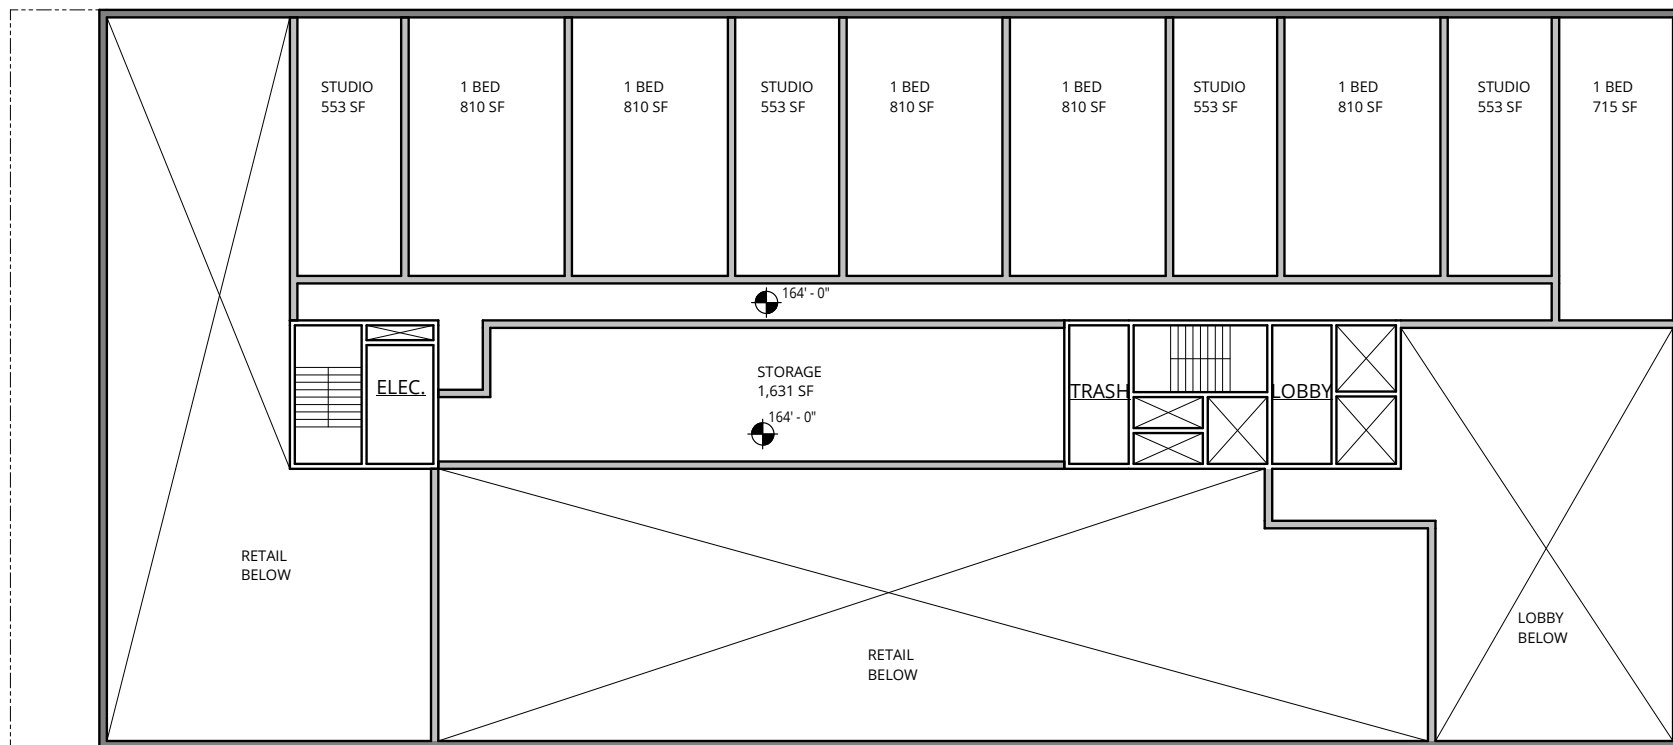 STUDIO
553 SF
1 BED
810 SF
1 BED
810 SF
STUDIO
553 SF
1 BED
810 SF
1 BED
810 SF
STUDIO
553 SF
1 BED
810 SF
STUDIO
553 SF
1 BED
715 SF
164' - 0"
ELEC.
STORAGE
1,631 SF
164' - 0"
TRASH
LOBBY
RETAIL
BELOW
RETAIL
BELOW
LOBBY
BELOW